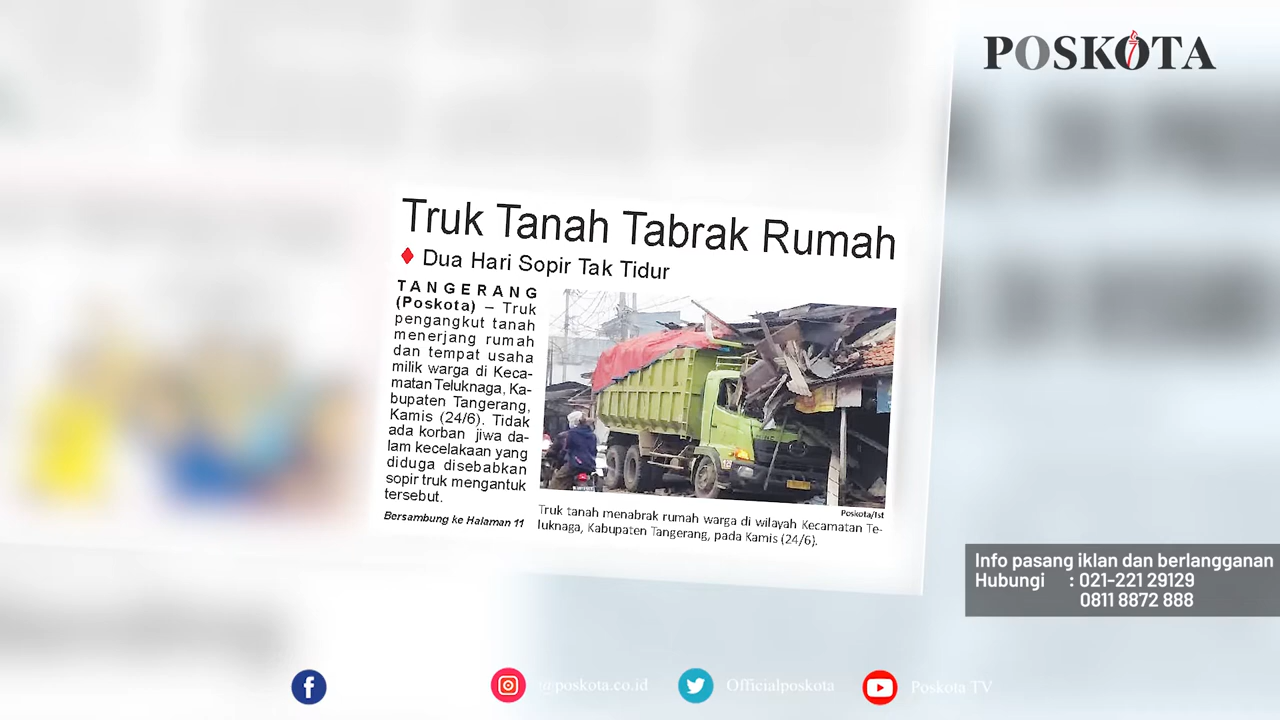 POSKOTA
Truk Tanah Tabrak Rumah
Dua Hari Sopir Tak Tidur
TANGERANG
(Poskota) – Truk
pengangkut tanah
menerjang rumah
dan tempat usaha
milik warga di Keca-
matan Teluknaga, Ka-
bupaten Tangerang,
Kamis (24/6). Tidak
ada korban jiwa da-
lam kecelakaan yang
diduga disebabkan
sopir truk mengantuk
tersebut.
Bersambung ke Halaman 11
Poskota/Ist
Truk tanah menabrak rumah warga di wilayah Kecamatan Te-
luknaga, Kabupaten Tangerang, pada Kamis (24/6).
Info pasang iklan dan berlangganan
Hubungi : 021-221 29129
0811 8872 888
@poskota.co.id
Officialposkota
Poskota TV